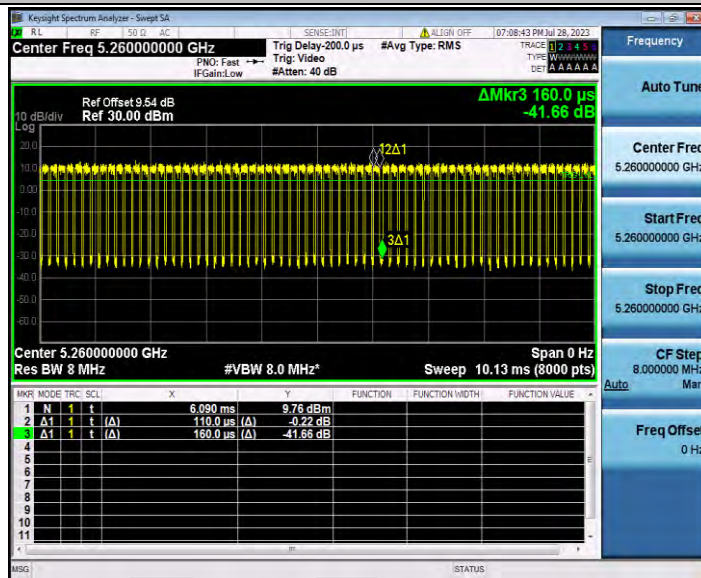 Keysight Spectrum Analyzer - Swept SA
RL RF 50 Ω AC SENSE:INT ALIGN OFF 07:08:43 PM Jul 28, 2023
Center Freq 5.260000000 GHz Trig Delay-200.0 µs #Avg Type: RMS TRACE 1 2 3 4 5 6
PNO: Fast Trig: Video TYPE
IFGain:Low #Atten: 40 dB DET A A A A A A
Frequency
Auto Tune
Center Freq
5.260000000 GHz
Start Freq
5.260000000 GHz
Stop Freq
5.260000000 GHz
CF Step
8.000000 MHz
Auto Man
Freq Offset
0 Hz
ΔMkr3 160.0 µs
-41.66 dB
Ref Offset 9.54 dB
10 dB/div Ref 30.00 dBm
Log
20.0
10.0
0.00
-10.0
-20.0
-30.0
-40.0
-50.0
-60.0
12Δ1
3Δ1
Center 5.260000000 GHz Span 0 Hz
Res BW 8 MHz #VBW 8.0 MHz* Sweep 10.13 ms (8000 pts)
MKR MODE TRC SCL X Y FUNCTION FUNCTION WIDTH FUNCTION VALUE
1 N 1 t 6.090 ms 9.76 dBm
2 Δ1 1 t (Δ) 110.0 µs (Δ) -0.22 dB
3 Δ1 1 t (Δ) 160.0 µs (Δ) -41.66 dB
4
5
6
7
8
9
10
11
MSG STATUS